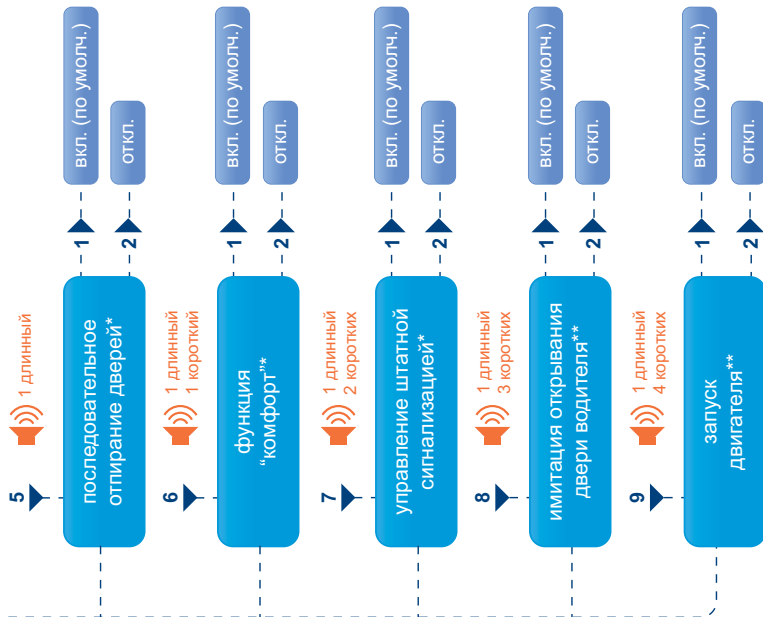 5
1 длинный
последовательное
отпирание дверей*
1
вкл. (по умолч.)
2
откл.
6
1 длинный
1 короткий
функция
“комфорт”*
1
вкл. (по умолч.)
2
откл.
7
1 длинный
2 коротких
управление штатной
сигнализацией*
1
вкл. (по умолч.)
2
откл.
8
1 длинный
3 коротких
имитация открывания
двери водителя**
1
вкл. (по умолч.)
2
откл.
9
1 длинный
4 коротких
запуск
двигателя**
1
вкл. (по умолч.)
2
откл.